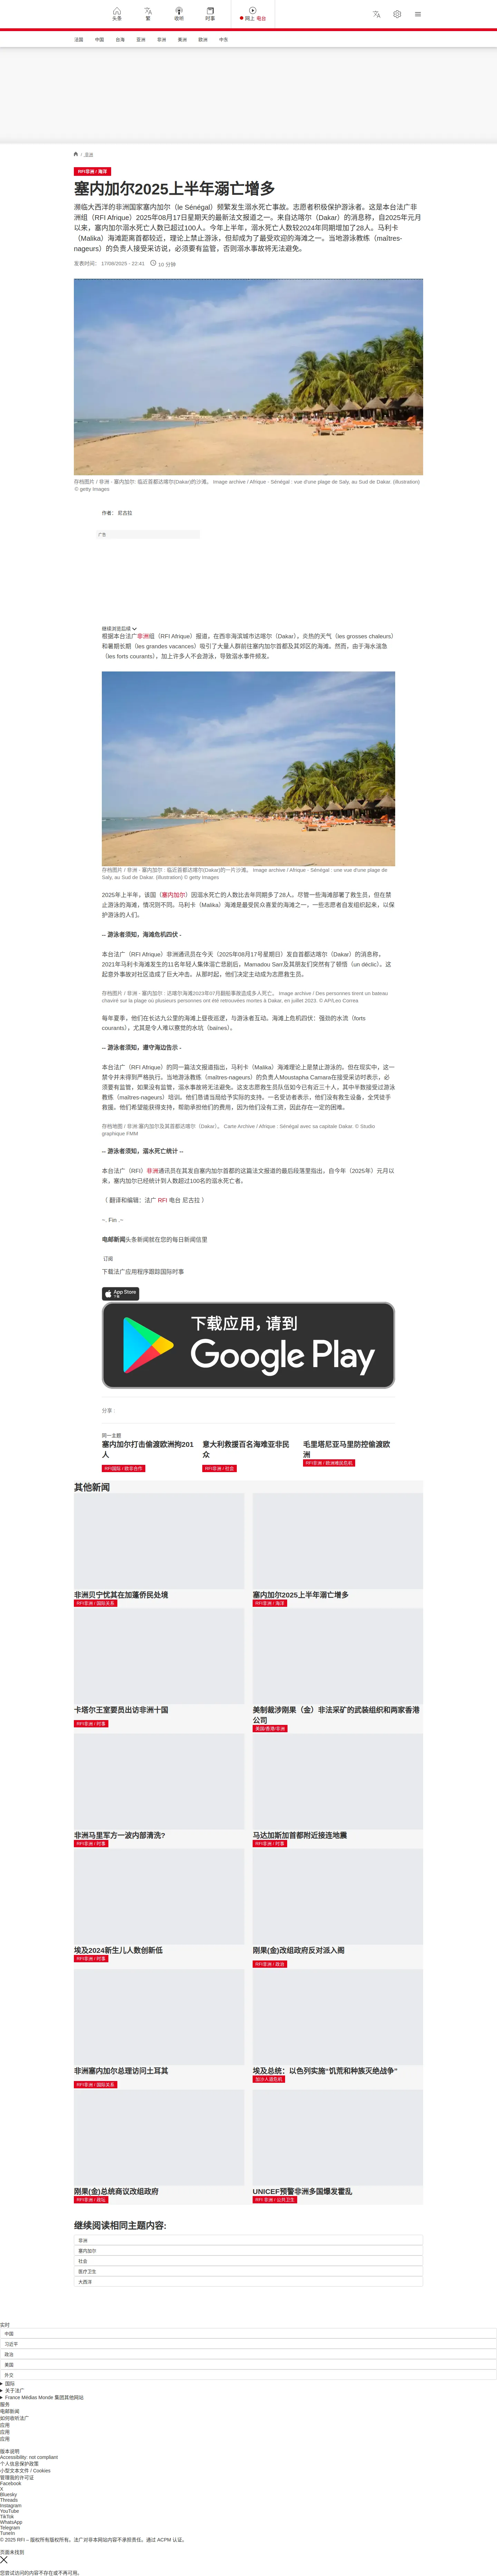 头条
繁
收听
时事
网上 电台
法国
中国
台湾
亚洲
非洲
美洲
欧洲
中东
/ 非洲
RFI非洲 / 海洋
塞内加尔2025上半年溺亡增多
濒临大西洋的非洲国家塞内加尔（le Sénégal）频繁发生溺水死亡事故。志愿者积极保护游泳者。这是本台法广非
洲组（RFI Afrique）2025年08月17日星期天的最新法文报道之一。来自达喀尔（Dakar）的消息称，自2025年元月
以来，塞内加尔溺水死亡人数已超过100人。今年上半年，溺水死亡人数较2024年同期增加了28人。马利卡
（Malika）海滩距离首都较近，理论上禁止游泳，但却成为了最受欢迎的海滩之一。当地游泳教练（maîtres-
nageurs）的负责人接受采访说，必须要有监管，否则溺水事故将无法避免。
发表时间： 17/08/2025 - 22:41
10 分钟
存档图片 / 非洲 - 塞内加尔: 临近首都达喀尔(Dakar)的沙滩。 Image archive / Afrique - Sénégal : vue d'une plage de Saly, au Sud de Dakar. (illustration)
© getty Images
作者： 尼古拉
广告
继续浏览后续
根据本台法广非洲组（RFI Afrique）报道，在西非海滨城市达喀尔（Dakar），炎热的天气（les grosses chaleurs）
和暑期长期（les grandes vacances）吸引了大量人群前往塞内加尔首都及其郊区的海滩。然而，由于海水湍急
（les forts courants），加上许多人不会游泳，导致溺水事件频发。
存档图片 / 非洲 - 塞内加尔 : 临近首都达喀尔(Dakar)的一片沙滩。 Image archive / Afrique - Sénégal : une vue d'une plage de
Saly, au Sud de Dakar. (illustration) © getty Images
2025年上半年，该国（塞内加尔）因溺水死亡的人数比去年同期多了28人。尽管一些海滩部署了救生员，但在禁
止游泳的海滩，情况则不同。马利卡（Malika）海滩是最受民众喜爱的海滩之一，一些志愿者自发组织起来，以保
护游泳的人们。
-- 游泳者须知，海滩危机四伏 -
本台法广（RFI Afrique）非洲通讯员在今天（2025年08月17号星期日）发自首都达喀尔（Dakar）的消息称，
2021年马利卡海滩发生的11名年轻人集体溺亡悲剧后，Mamadou Sarr及其朋友们突然有了顿悟（un déclic）。这
起意外事故对社区造成了巨大冲击。从那时起，他们决定主动成为志愿救生员。
存档图片 / 非洲 - 塞内加尔 : 达喀尔海滩2023年07月翻船事故造成多人死亡。 Image archive / Des personnes tirent un bateau
chaviré sur la plage où plusieurs personnes ont été retrouvées mortes à Dakar, en juillet 2023. © AP/Leo Correa
每年夏季，他们在长达九公里的海滩上昼夜巡逻，与游泳者互动。海滩上危机四伏：强劲的水流（forts
courants），尤其是令人难以察觉的水坑（baïnes）。
-- 游泳者须知，遵守海边告示 -
本台法广（RFI Afrique）的同一篇法文报道指出，马利卡（Malika）海滩理论上是禁止游泳的。但在现实中，这一
禁令并未得到严格执行。当地游泳教练（maîtres-nageurs）的负责人Moustapha Camara在接受采访时表示，必
须要有监管，如果没有监管，溺水事故将无法避免。这支志愿救生员队伍如今已有近三十人，其中半数接受过游泳
教练（maîtres-nageurs）培训。他们恳请当局给予实际的支持。一名受访者表示，他们没有救生设备，全凭徒手
救援。他们希望能获得支持，帮助承担他们的费用，因为他们没有工资，因此存在一定的困难。
存档地图 / 非洲 塞内加尔及其首都达喀尔（Dakar）。 Carte Archive / Afrique : Sénégal avec sa capitale Dakar. © Studio
graphique FMM
-- 游泳者须知，溺水死亡统计 --
本台法广（RFI）非洲通讯员在其发自塞内加尔首都的这篇法文报道的最后段落里指出，自今年（2025年）元月以
来，塞内加尔已经统计到人数超过100名的溺水死亡者。
（ 翻译和编辑：法广 RFI 电台 尼古拉 ）
~. Fin .~
电邮新闻头条新闻就在您的每日新闻信里
订阅
下载法广应用程序跟踪国际时事
App Store
下载
下载应用，请到
Google Play
分享 :
同一主题
塞内加尔打击偷渡欧洲拘201
人
RFI国际 / 欧非合作
意大利救援百名海难亚非民
众
RFI非洲 / 社会
毛里塔尼亚马里防控偷渡欧
洲
RFI非洲 / 欧洲难民危机
其他新闻
非洲贝宁忧其在加蓬侨民处境
RFI非洲 / 国际关系
塞内加尔2025上半年溺亡增多
RFI非洲 / 海洋
卡塔尔王室要员出访非洲十国
RFI非洲 / 时事
美制裁涉刚果（金）非法采矿的武装组织和两家香港
公司
美国/香港/非洲
非洲马里军方一波内部清洗?
RFI非洲 / 时事
马达加斯加首都附近接连地震
RFI非洲 / 时事
埃及2024新生儿人数创新低
RFI非洲 / 时事
刚果(金)改组政府反对派入阁
RFI非洲 / 政治
非洲塞内加尔总理访问土耳其
RFI非洲 / 国际关系
埃及总统：以色列实施“饥荒和种族灭绝战争”
加沙人道危机
刚果(金)总统商议改组政府
RFI非洲 / 政坛
UNICEF预警非洲多国爆发霍乱
RFI 非洲 / 公共卫生
继续阅读相同主题内容:
非洲
塞内加尔
社会
医疗卫生
大西洋
实时
中国
习近平
政治
美国
外交
国际
关于法广
France Médias Monde 集团其他网站
服务
电邮新闻
如何收听法广
应用
应用
应用
版本说明
Accessibility: not compliant
个人信息保护政策
小型文本文件 / Cookies
管理我的许可证
Facebook
X
Bluesky
Threads
Instagram
YouTube
TikTok
WhatsApp
Telegram
TuneIn
© 2025 RFI – 版权所有版权所有。法广对非本网站内容不承担责任。通过 ACPM 认证。
页面未找到
您尝试访问的内容不存在或不再可用。